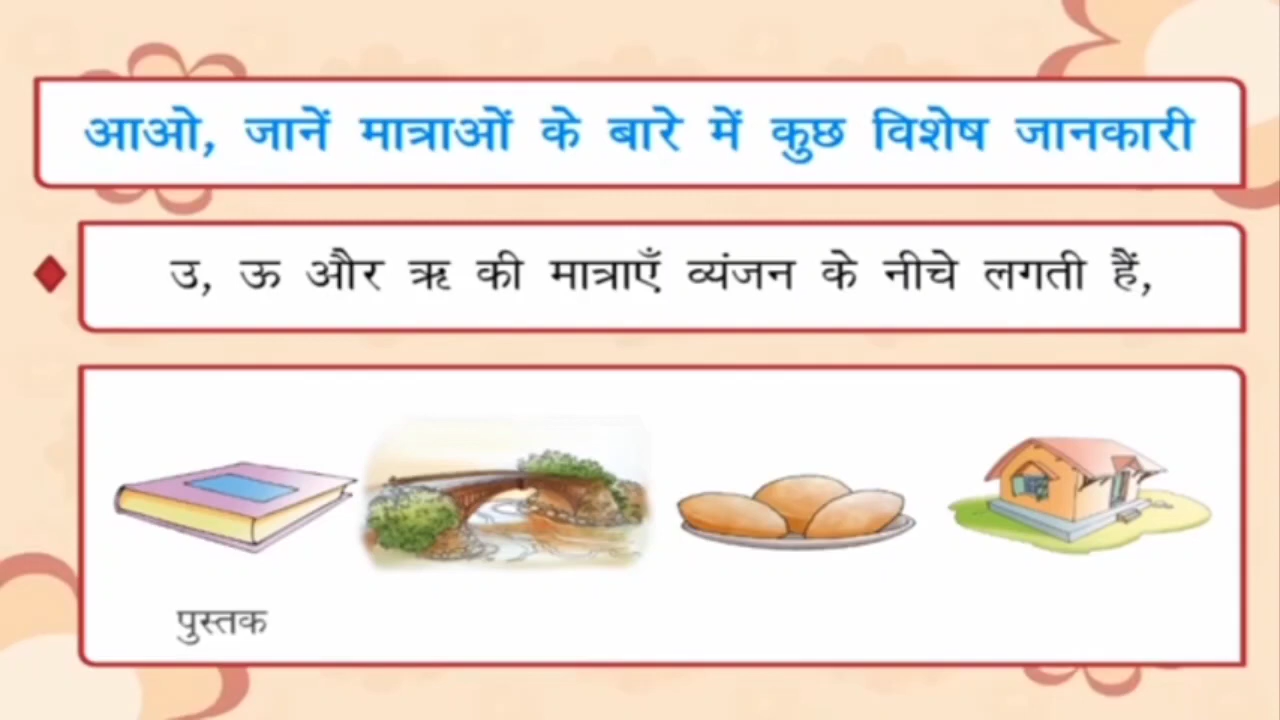 आओ, जानें मात्राओं के बारे में कुछ विशेष जानकारी
उ, ऊ और ऋ की मात्राएँ व्यंजन के नीचे लगती हैं,
पुस्तक